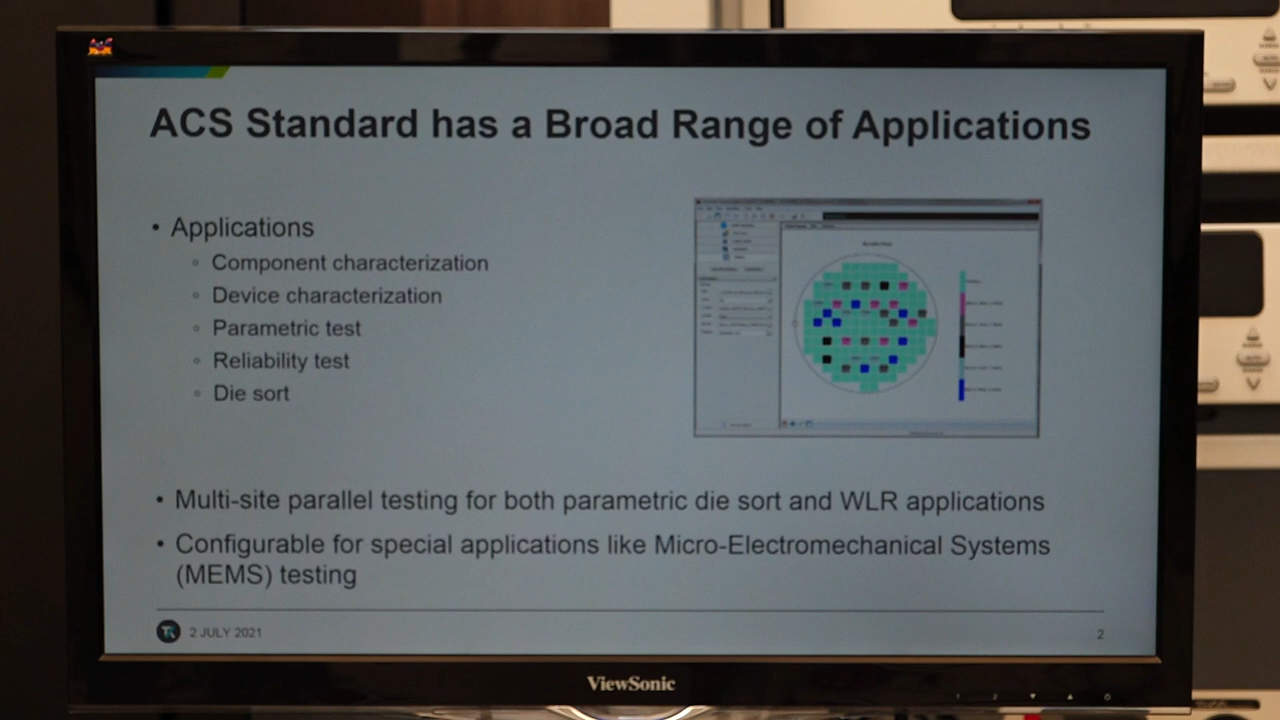 ACS Standard has a Broad Range of Applications
• Applications
◦ Component characterization
◦ Device characterization
◦ Parametric test
◦ Reliability test
◦ Die sort
• Multi-site parallel testing for both parametric die sort and WLR applications
• Configurable for special applications like Micro-Electromechanical Systems
(MEMS) testing
2 JULY 2021
2
ViewSonic